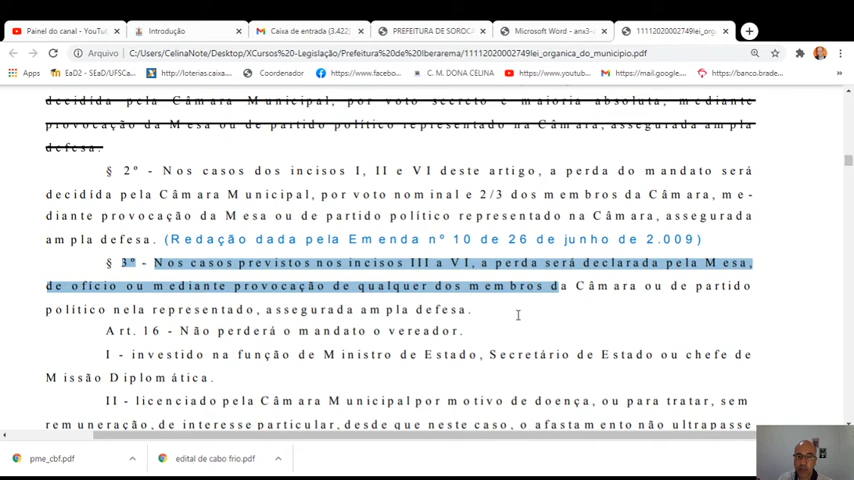 Painel do canal - YouTu
Introdução
Caixa de entrada (3.422)
PREFEITURA DE SOROCA
Microsoft Word - anx3-
11112020002749lei_orga
Arquivo
C:/Users/CelinaNote/Desktop/XCursos%20-Legislação/Prefeitura%20de%20Iberarema/11112020002749lei_organica_do_municipio.pdf
Apps
EaD2 - SEaD/UFSCa...
http://loterias.caixa....
Coordenador
https://www.facebo...
C. M. DONA CELINA
https://www.youtub...
https://mail.google....
https://banco.brade...
decidída pela Câmara Municipal, por voto secreto e maioria absoluta, mediante
provocação da Mesa ou de partido político representado na Câmara, assegurada ampla
defesa.
§ 2º - Nos casos dos incisos I, II e VI deste artigo, a perda do mandato será
decidída pela Câmara Municipal, por voto nominal e 2/3 dos membros da Câmara, me-
diante provocação da Mesa ou de partido político representado na Câmara, assegurada
ampla defesa. (Redação dada pela Emenda nº 10 de 26 de junho de 2.009)
§ 3º - Nos casos previstos nos incisos III a VI, a perda será declarada pela Mesa,
de ofício ou mediante provocação de qualquer dos membros da Câmara ou de partido
político nela representado, assegurada ampla defesa.
Art. 16 - Não perderá o mandato o vereador.
I - investido na função de Ministro de Estado, Secretário de Estado ou chefe de
Missão Diplomática.
II - licenciado pela Câmara Municipal por motivo de doença, ou para tratar, sem
remuneração, de interesse particular, desde que neste caso, o afastamento não ultrapasse
pme_cbf.pdf
edital de cabo frio.pdf